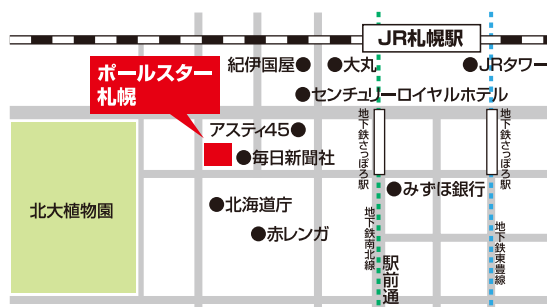 JR札幌駅
紀伊国屋
大丸
JRタワー
ポールスター
札幌
センチュリーロイヤルホテル
アスティ45
地下鉄さっぽろ駅
地下鉄さっぽろ駅
毎日新聞社
みずほ銀行
北大植物園
北海道庁
赤レンガ
地下鉄南北線
駅前通
地下鉄東豊線